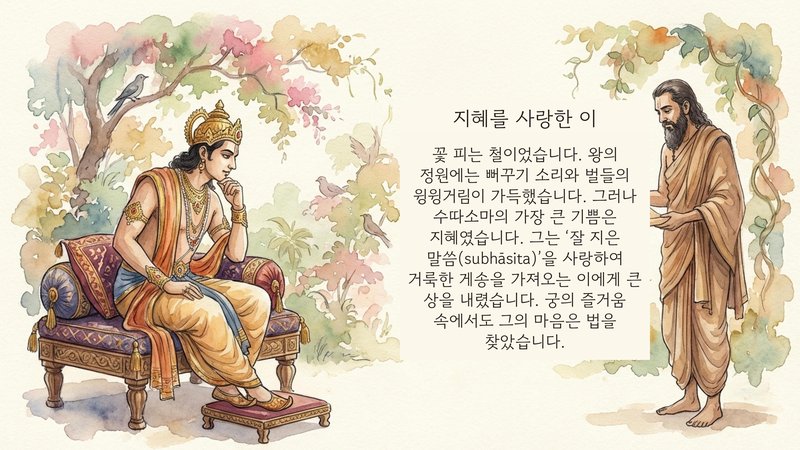 지혜를 사랑한 이
꽃 피는 철이었습니다. 왕의
정원에는 뻐꾸기 소리와 벌들의
윙윙거림이 가득했습니다. 그러나
수따소마의 가장 큰 기쁨은
지혜였습니다. 그는 ‘잘 지은
말씀(subhāsita)’을 사랑하여
거룩한 게송을 가져오는 이에게 큰
상을 내렸습니다. 궁의 즐거움
속에서도 그의 마음은 법을
찾았습니다.